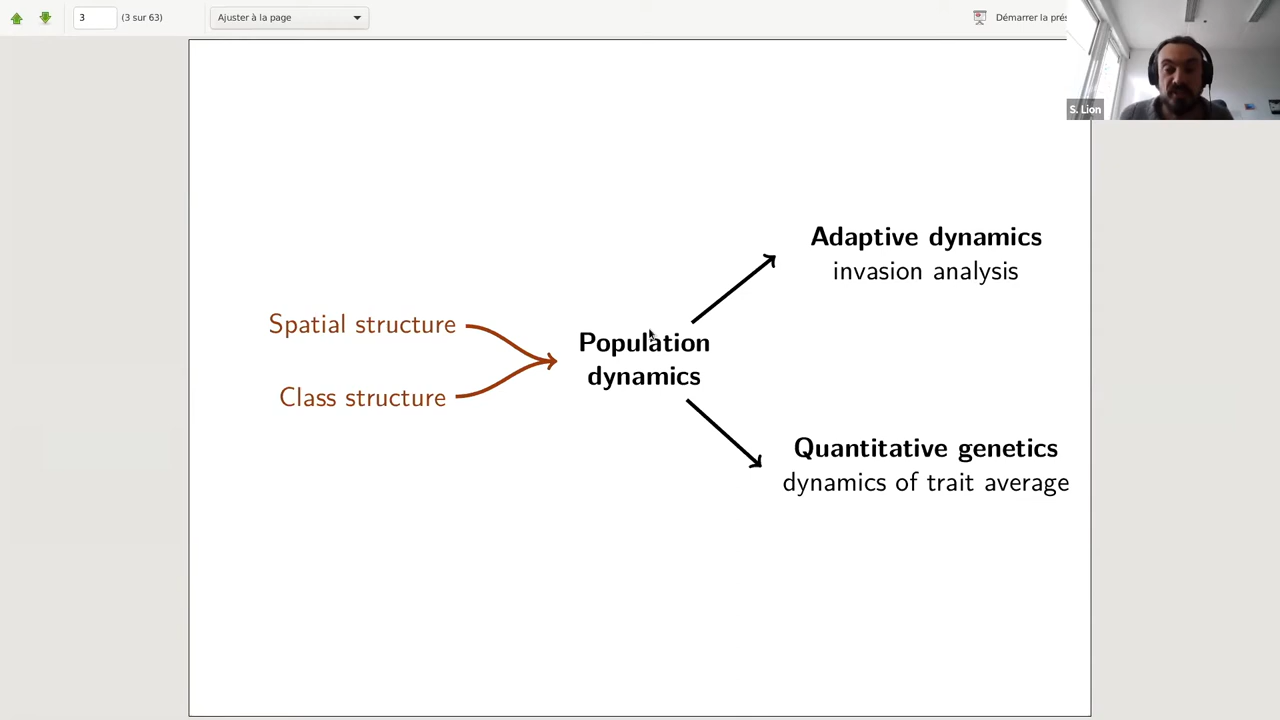 3
(3 sur 63)
Ajuster à la page
Démarrer la prés
S. Lion
Adaptive dynamics
invasion analysis
Spatial structure
Population
dynamics
Class structure
Quantitative genetics
dynamics of trait average